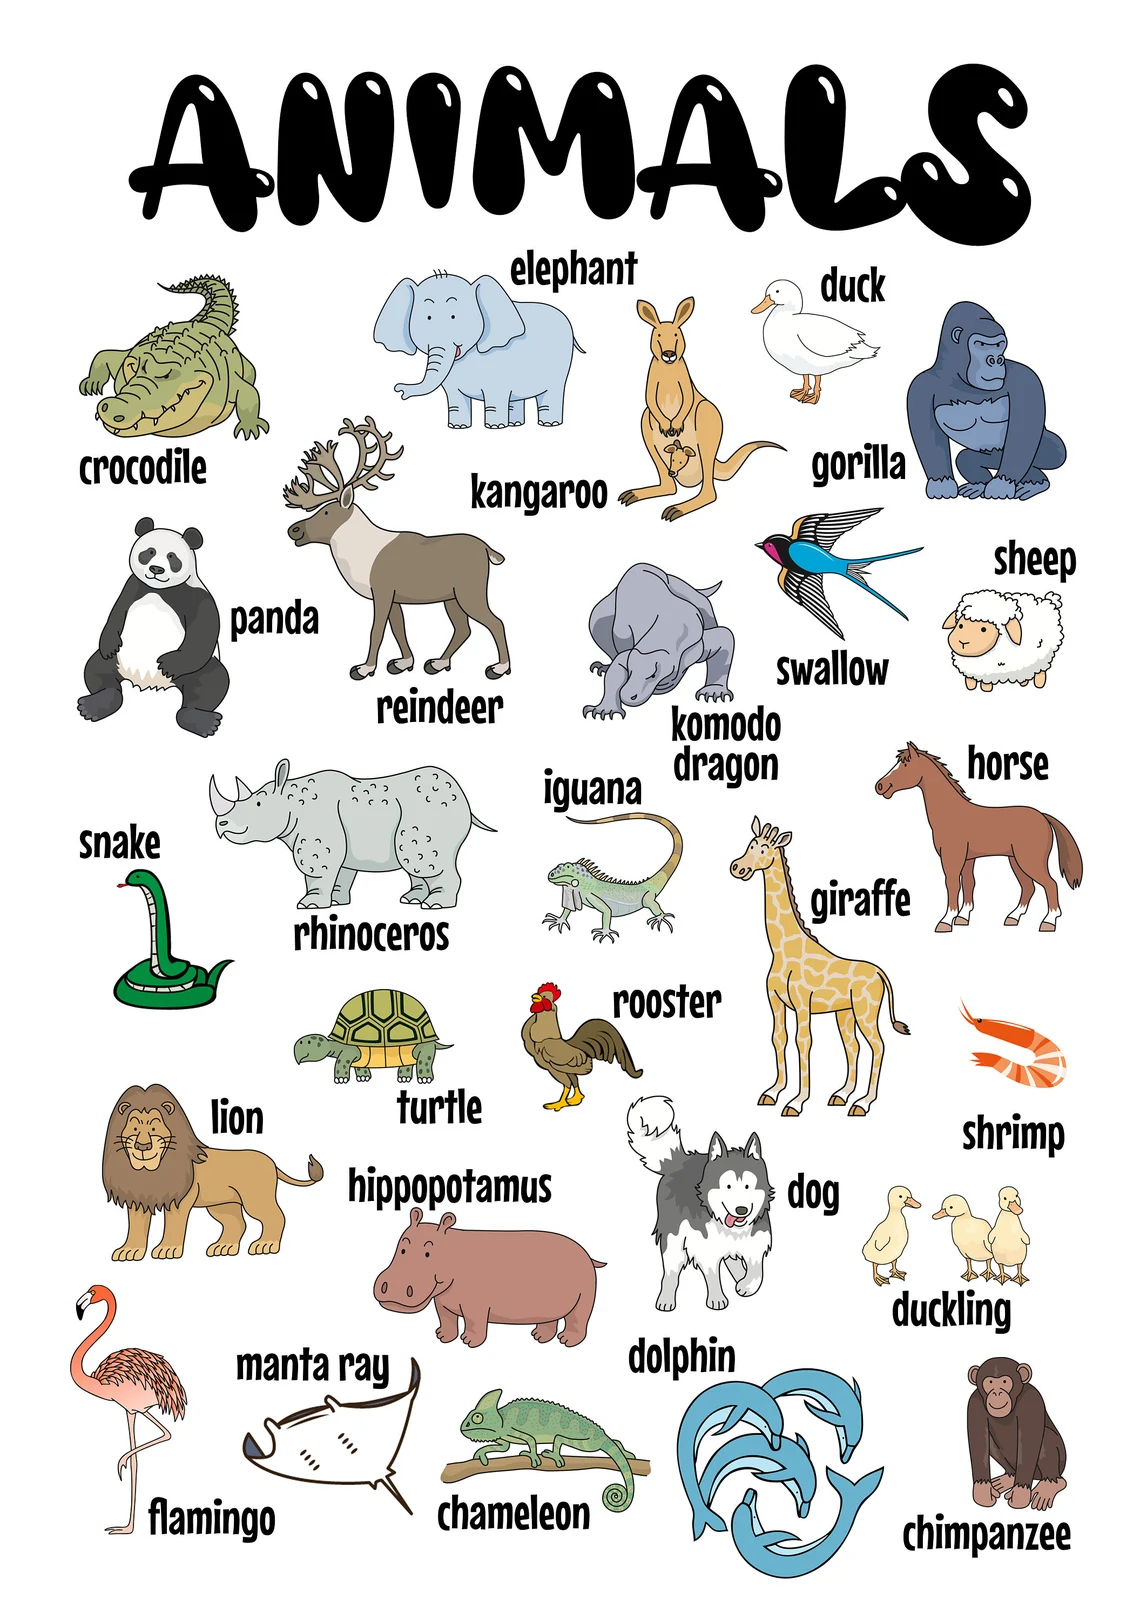 ANIMALS
elephant
duck
crocodile
kangaroo
gorilla
panda
reindeer
swallow
sheep
komodo
dragon
horse
iguana
snake
rhinoceros
giraffe
rooster
turtle
lion
shrimp
hippopotamus
dog
duckling
manta ray
dolphin
flamingo
chameleon
chimpanzee